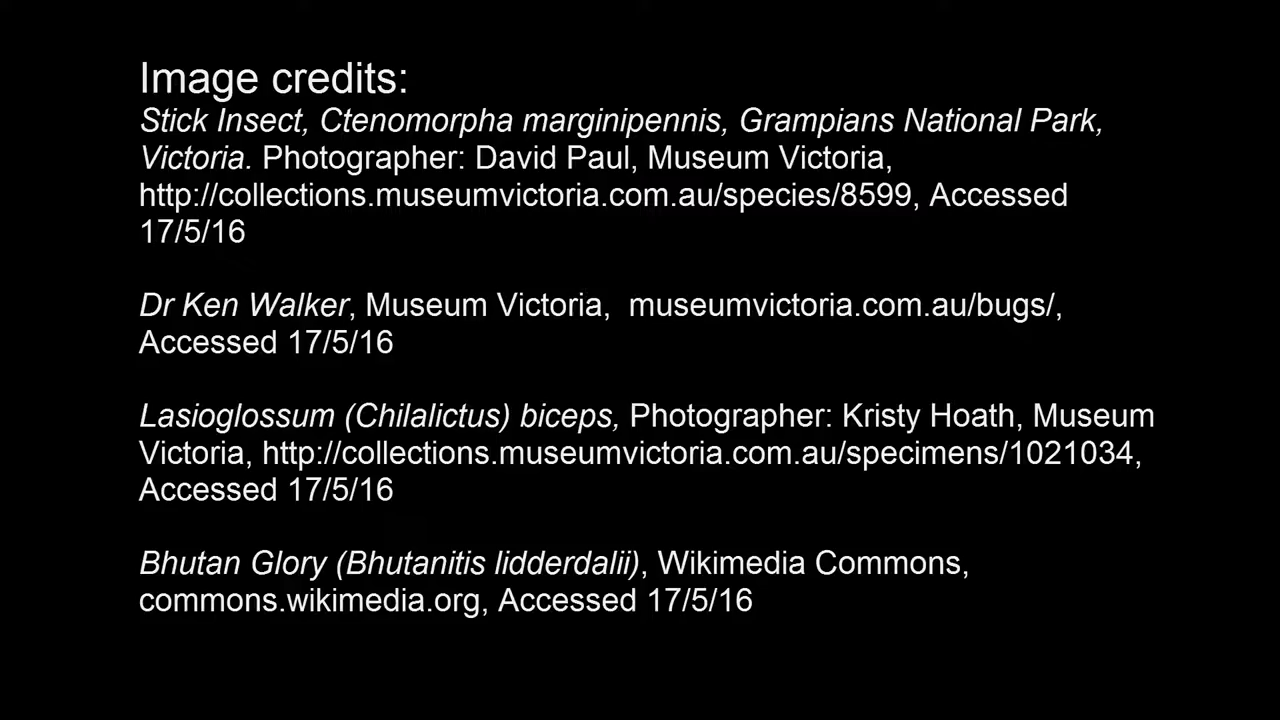 Image credits:
Stick Insect, Ctenomorpha marginipennis, Grampians National Park,
Victoria. Photographer: David Paul, Museum Victoria,
http://collections.museumvictoria.com.au/species/8599, Accessed
17/5/16
Dr Ken Walker, Museum Victoria,  museumvictoria.com.au/bugs/,
Accessed 17/5/16
Lasioglossum (Chilalictus) biceps, Photographer: Kristy Hoath, Museum
Victoria, http://collections.museumvictoria.com.au/specimens/1021034,
Accessed 17/5/16
Bhutan Glory (Bhutanitis lidderdalii), Wikimedia Commons,
commons.wikimedia.org, Accessed 17/5/16